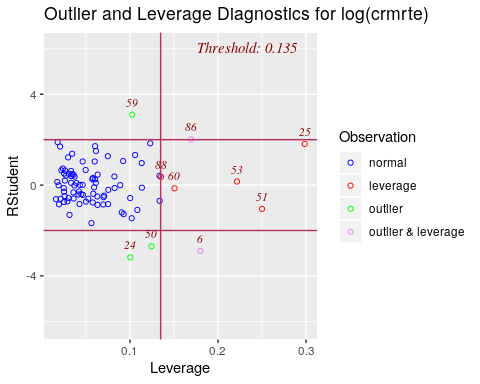 Outlier and Leverage Diagnostics for log(crmrte)
Threshold: 0.135
59
86
25
88
60
53
51
50
24
6
4
0
-4
0.1
0.2
0.3
RStudent
Leverage
Observation
normal
leverage
outlier
outlier & leverage